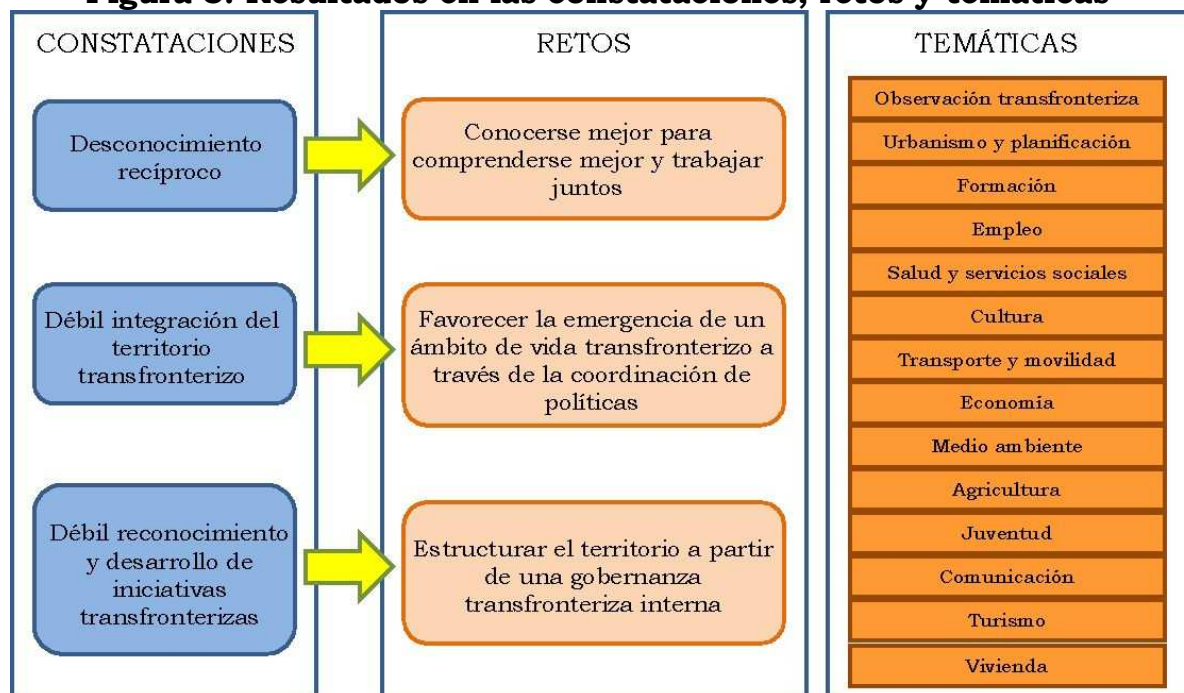 Figura Resultados en las constataciones, retos y temáticas
CONSTATACIONES
Desconocimiento
recíproco
Débil integración del
territorio
transfronterizo
Débil reconocimiento
y desarrollo de
iniciativas
transfronterizas
RETOS
Conocerse mejor para
comprenderse mejor y trabajar
juntos
Favorecer la emergencia de un
ámbito de vida transfronterizo a
través de la coordinación de
políticas
Estructurar el territorio a partir
de una gobernanza
transfronteriza interna
TEMÁTICAS
Observación transfronteriza
Urbanismo y planificación
Formación
Empleo
Salud y servicios sociales
Cultura
Transporte y movilidad
Economía
Medio ambiente
Agricultura
Juventud
Comunicación
Turismo
Vivienda